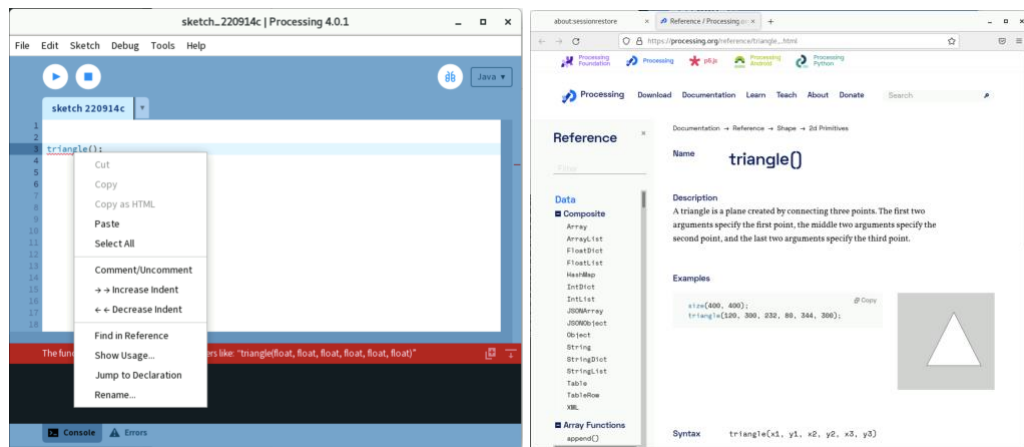 sketch_220914c | Processing 4.0.1
File Edit Sketch Debug Tools Help
Java ▾
sketch 220914c
1
2
3 triangle();
4
5
6
7
8
9
10
11
12
13
14
15
16
17
18
Cut
Copy
Copy as HTML
Paste
Select All
Comment/Uncomment
→ → Increase Indent
← ← Decrease Indent
Find in Reference
Show Usage...
Jump to Declaration
Rename...
The fun
rs like: "triangle(float, float, float, float, float, float)"
Console Errors
about:sessionrestore
Reference / Processing
https://processing.org/reference/triangle_.html
Processing Foundation
Processing
p5.js
Processing Android
Processing Python
Processing Download Documentation Learn Teach About Donate Search
Reference
Filter
Data
Composite
Array
ArrayList
FloatDict
FloatList
HashMap
IntDict
IntList
JSONArray
JSONObject
Object
String
StringDict
StringList
Table
TableRow
XML
Array Functions
append()
Documentation → Reference → Shape → 2d Primitives
Name triangle()
Description
A triangle is a plane created by connecting three points. The first two
arguments specify the first point, the middle two arguments specify the
second point, and the last two arguments specify the third point.
Examples
Copy
size(400, 400);
triangle(120, 300, 232, 80, 344, 300);
Syntax triangle(x1, y1, x2, y2, x3, y3)